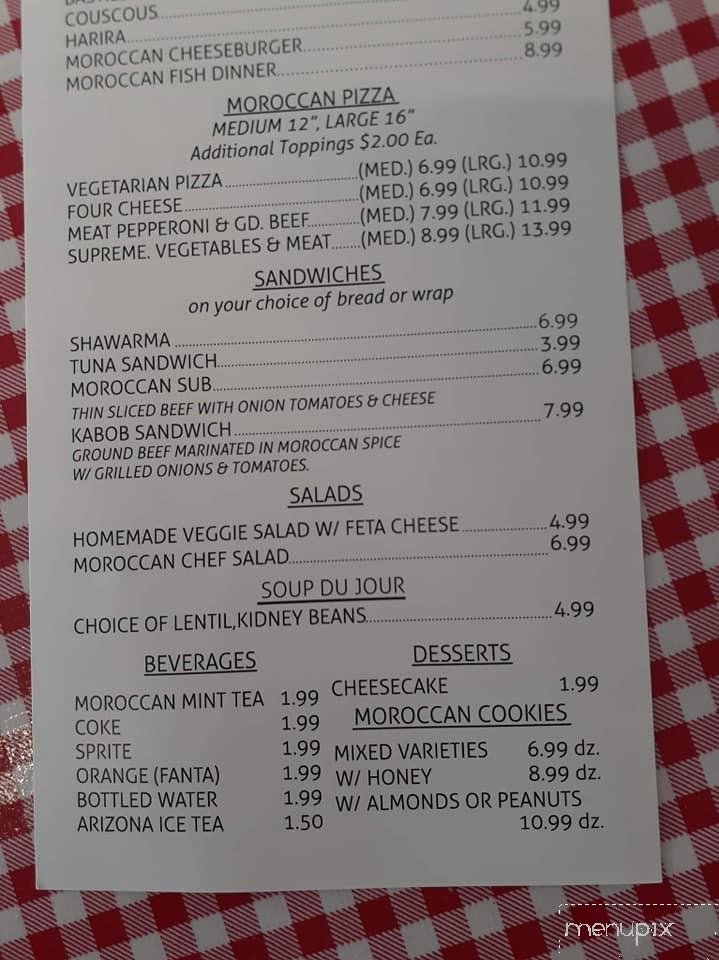 COUSCOUS
HARIRA 4.99
MOROCCAN CHEESEBURGER 5.99
MOROCCAN FISH DINNER 8.99
MOROCCAN PIZZA
MEDIUM 12", LARGE 16"
Additional Toppings $2.00 Ea.
VEGETARIAN PIZZA (MED.) 6.99 (LRG.) 10.99
FOUR CHEESE (MED.) 6.99 (LRG.) 10.99
MEAT PEPPERONI & GD. BEEF (MED.) 7.99 (LRG.) 11.99
SUPREME. VEGETABLES & MEAT (MED.) 8.99 (LRG.) 13.99
SANDWICHES
on your choice of bread or wrap
SHAWARMA 6.99
TUNA SANDWICH 3.99
MOROCCAN SUB 6.99
THIN SLICED BEEF WITH ONION TOMATOES & CHEESE
KABOB SANDWICH 7.99
GROUND BEEF MARINATED IN MOROCCAN SPICE
W/ GRILLED ONIONS & TOMATOES.
SALADS
HOMEMADE VEGGIE SALAD W/ FETA CHEESE 4.99
MOROCCAN CHEF SALAD 6.99
SOUP DU JOUR
CHOICE OF LENTIL,KIDNEY BEANS 4.99
BEVERAGES
MOROCCAN MINT TEA 1.99
COKE 1.99
SPRITE 1.99
ORANGE (FANTA) 1.99
BOTTLED WATER 1.99
ARIZONA ICE TEA 1.50
DESSERTS
CHEESECAKE 1.99
MOROCCAN COOKIES
MIXED VARIETIES 6.99 dz.
W/ HONEY 8.99 dz.
W/ ALMONDS OR PEANUTS
10.99 dz.
menupix